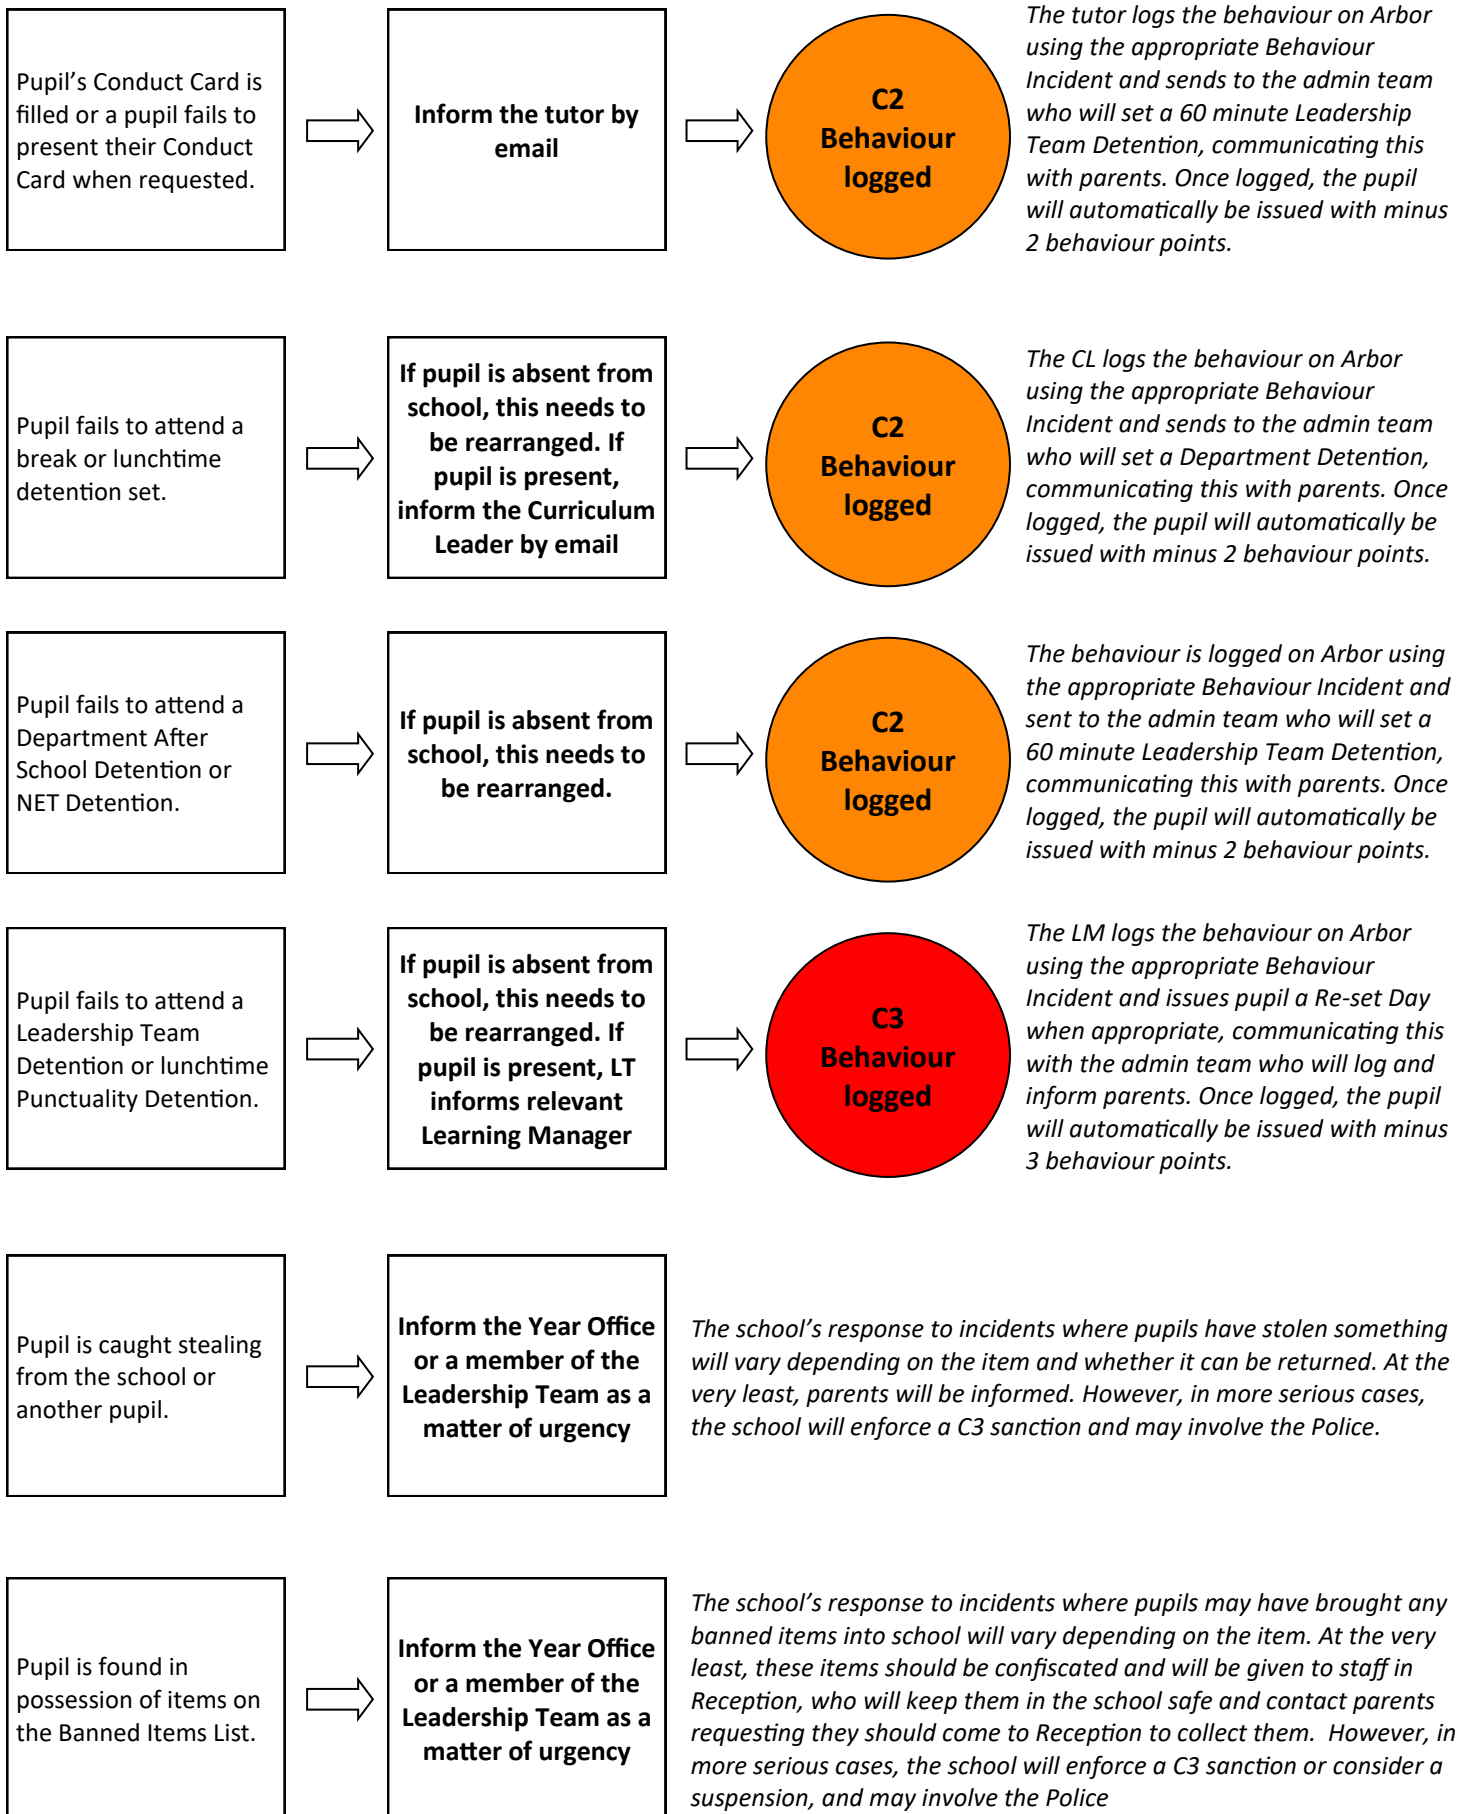 Pupil’s Conduct Card is
filled or a pupil fails to
present their Conduct
Card when requested.
Inform the tutor by
email
C2
Behaviour
logged
The tutor logs the behaviour on Arbor
using the appropriate Behaviour
Incident and sends to the admin team
who will set a 60 minute Leadership
Team Detention, communicating this
with parents. Once logged, the pupil
will automatically be issued with minus
2 behaviour points.
Pupil fails to attend a
break or lunchtime
detention set.
If pupil is absent from
school, this needs to
be rearranged. If
pupil is present,
inform the Curriculum
Leader by email
C2
Behaviour
logged
The CL logs the behaviour on Arbor
using the appropriate Behaviour
Incident and sends to the admin team
who will set a Department Detention,
communicating this with parents. Once
logged, the pupil will automatically be
issued with minus 2 behaviour points.
Pupil fails to attend a
Department After
School Detention or
NET Detention.
If pupil is absent from
school, this needs to
be rearranged.
C2
Behaviour
logged
The behaviour is logged on Arbor using
the appropriate Behaviour Incident and
sent to the admin team who will set a
60 minute Leadership Team Detention,
communicating this with parents. Once
logged, the pupil will automatically be
issued with minus 2 behaviour points.
Pupil fails to attend a
Leadership Team
Detention or lunchtime
Punctuality Detention.
If pupil is absent from
school, this needs to
be rearranged. If
pupil is present, LT
informs relevant
Learning Manager
C3
Behaviour
logged
The LM logs the behaviour on Arbor
using the appropriate Behaviour
Incident and issues pupil a Re-set Day
when appropriate, communicating this
with the admin team who will log and
inform parents. Once logged, the pupil
will automatically be issued with minus
3 behaviour points.
Pupil is caught stealing
from the school or
another pupil.
Inform the Year Office
or a member of the
Leadership Team as a
matter of urgency
The school’s response to incidents where pupils have stolen something
will vary depending on the item and whether it can be returned. At the
very least, parents will be informed. However, in more serious cases,
the school will enforce a C3 sanction and may involve the Police.
Pupil is found in
possession of items on
the Banned Items List.
Inform the Year Office
or a member of the
Leadership Team as a
matter of urgency
The school’s response to incidents where pupils may have brought any
banned items into school will vary depending on the item. At the very
least, these items should be confiscated and will be given to staff in
Reception, who will keep them in the school safe and contact parents
requesting they should come to Reception to collect them.  However, in
more serious cases, the school will enforce a C3 sanction or consider a
suspension, and may involve the Police